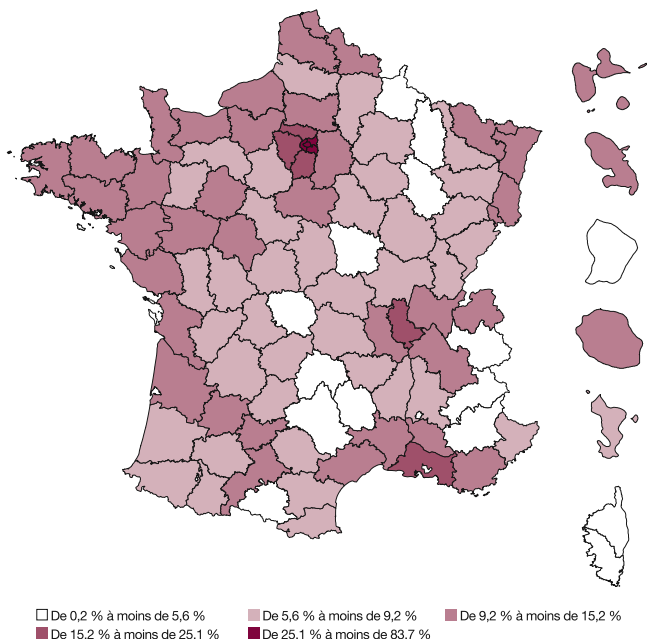 De 0,2 % à moins de 5,6 % De 5,6 % à moins de 9,2 % De 9,2 % à moins de 15,2 %
De 15,2 % à moins de 25,1 % De 25,1 % à moins de 83,7 %